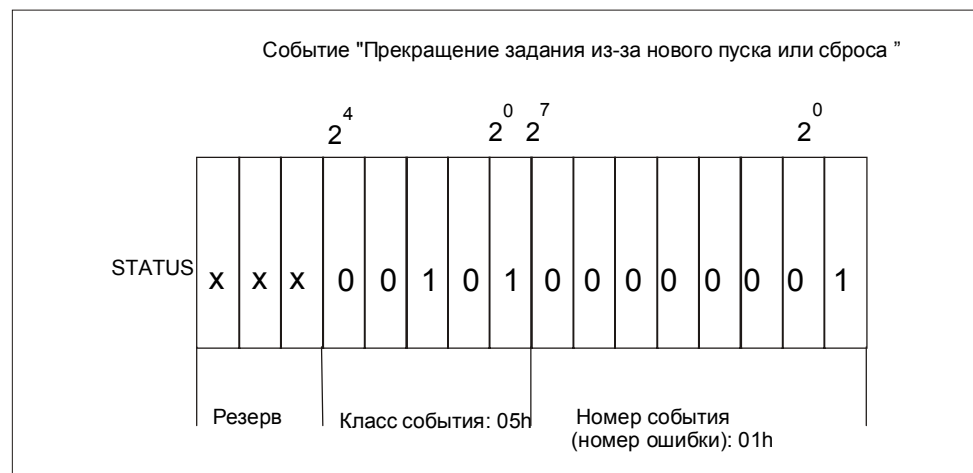 Событие "Прекращение задания из-за нового пуска или сброса ”
2^4 2^0 2^7 2^0
STATUS x x x 0 0 1 0 1 0 0 0 0 0 0 0 1
Резерв Класс события: 05h Номер события
(номер ошибки): 01h